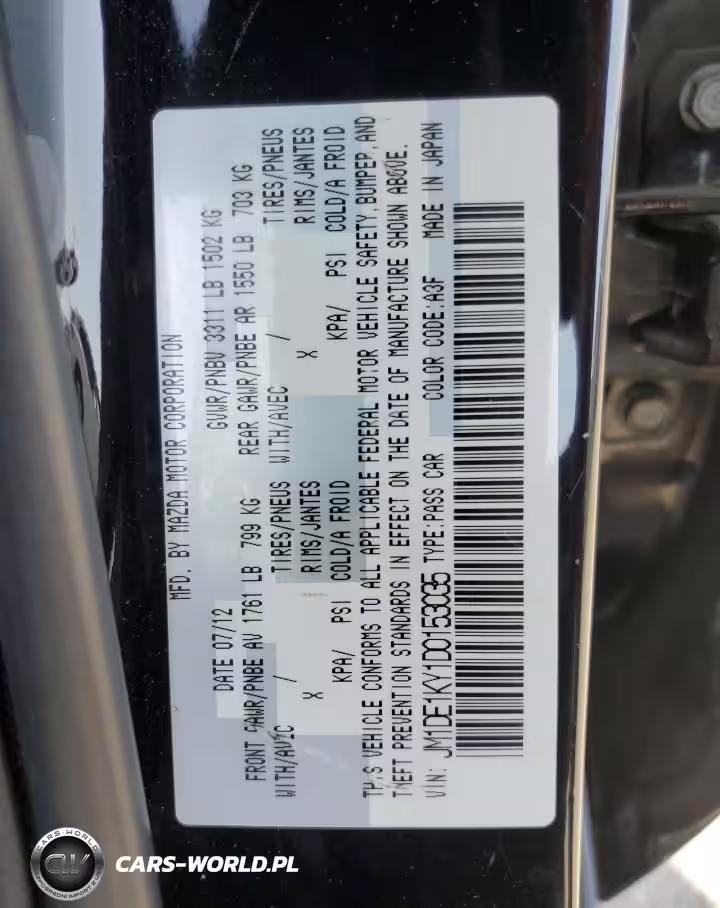 MFD. BY MAZDA MOTOR CORPORATION
DATE 07/12 GVWR/PNBV 3311 LB 1502 KG
FRONT GAWR/PNBE AV 1761 LB 799 KG REAR GAWR/PNBE AR 1550 LB 703 KG
WITH/AVEC / TIRES/PNEUS WITH/AVEC / TIRES/PNEUS
X RIMS/JANTES X RIMS/JANTES
KPA/ PSI COLD/A FROID KPA/ PSI COLD/A FROID
THIS VEHICLE CONFORMS TO ALL APPLICABLE FEDERAL MOTOR VEHICLE SAFETY, BUMPER, AND
THEFT PREVENTION STANDARDS IN EFFECT ON THE DATE OF MANUFACTURE SHOWN ABOVE.
VIN: JM1DE1KY1D0153035 TYPE:PASS CAR COLOR CODE:A3F MADE IN JAPAN
CARS-WORLD
CW
CARS-WORLD.PL